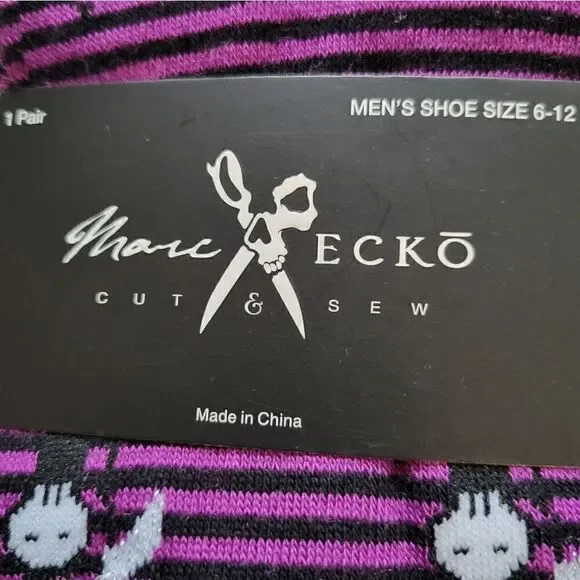 1 Pair
MEN'S SHOE SIZE 6-12
Marc ECKŌ
CUT & SEW
Made in China